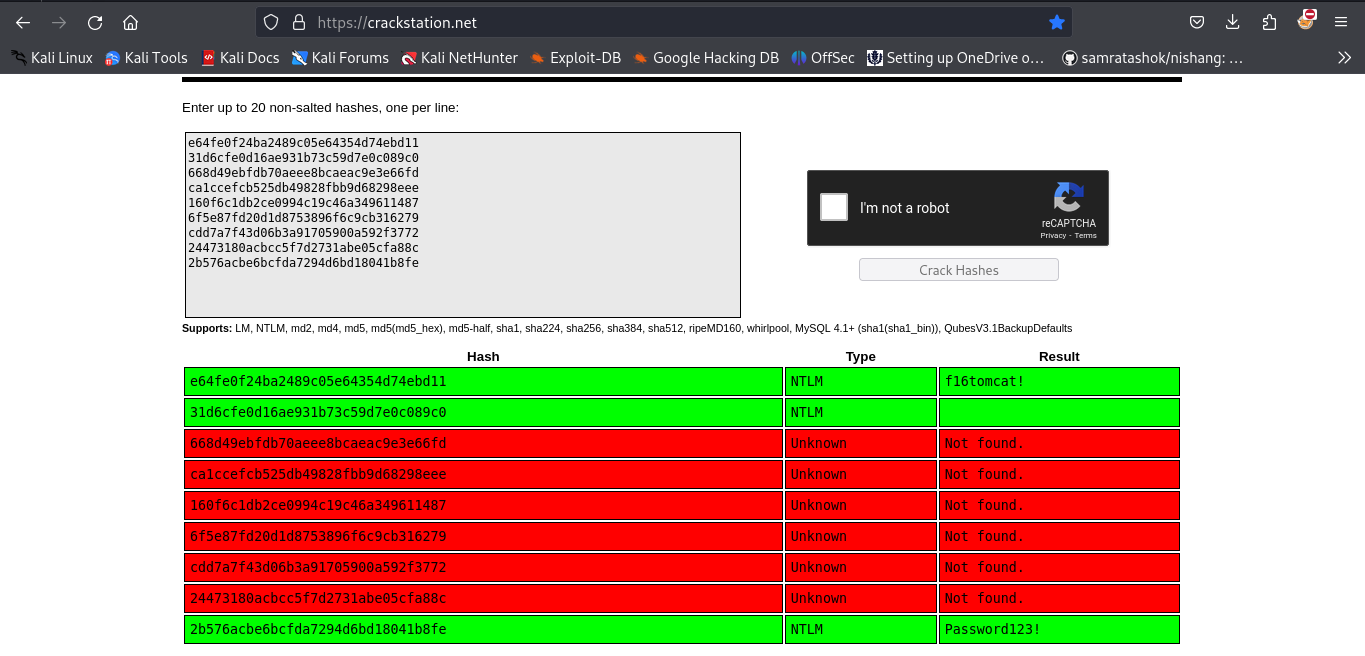 https://crackstation.net
Kali Linux Kali Tools Kali Docs Kali Forums Kali NetHunter Exploit-DB Google Hacking DB OffSec Setting up OneDrive o... samratashok/nishang: ...
Enter up to 20 non-salted hashes, one per line:
e64fe0f24ba2489c05e64354d74ebd11
31d6cfe0d16ae931b73c59d7e0c089c0
668d49ebfdb70aeee8bcaeac9e3e66fd
ca1ccefcb525db49828fbb9d68298eee
160f6c1db2ce0994c19c46a349611487
6f5e87fd20d1d8753896f6c9cb316279
cdd7a7f43d06b3a91705900a592f3772
24473180acbcc5f7d2731abe05cfa88c
2b576acbe6bcfda7294d6bd18041b8fe
I'm not a robot
reCAPTCHA
Privacy - Terms
Crack Hashes
Supports: LM, NTLM, md2, md4, md5, md5(md5_hex), md5-half, sha1, sha224, sha256, sha384, sha512, ripeMD160, whirlpool, MySQL 4.1+ (sha1(sha1_bin)), QubesV3.1BackupDefaults
Hash Type Result
e64fe0f24ba2489c05e64354d74ebd11 NTLM f16tomcat!
31d6cfe0d16ae931b73c59d7e0c089c0 NTLM
668d49ebfdb70aeee8bcaeac9e3e66fd Unknown Not found.
ca1ccefcb525db49828fbb9d68298eee Unknown Not found.
160f6c1db2ce0994c19c46a349611487 Unknown Not found.
6f5e87fd20d1d8753896f6c9cb316279 Unknown Not found.
cdd7a7f43d06b3a91705900a592f3772 Unknown Not found.
24473180acbcc5f7d2731abe05cfa88c Unknown Not found.
2b576acbe6bcfda7294d6bd18041b8fe NTLM Password123!